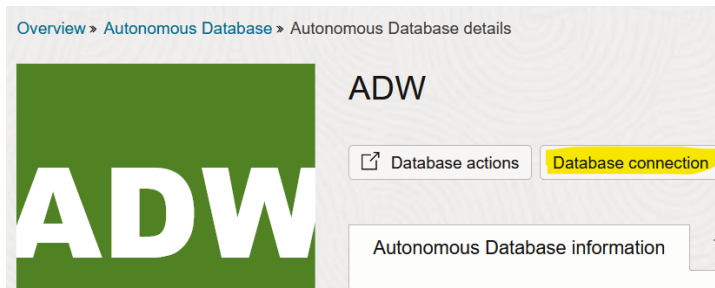 Overview » Autonomous Database » Autonomous Database details
ADW
ADW
Database actions
Database connection
Autonomous Database information